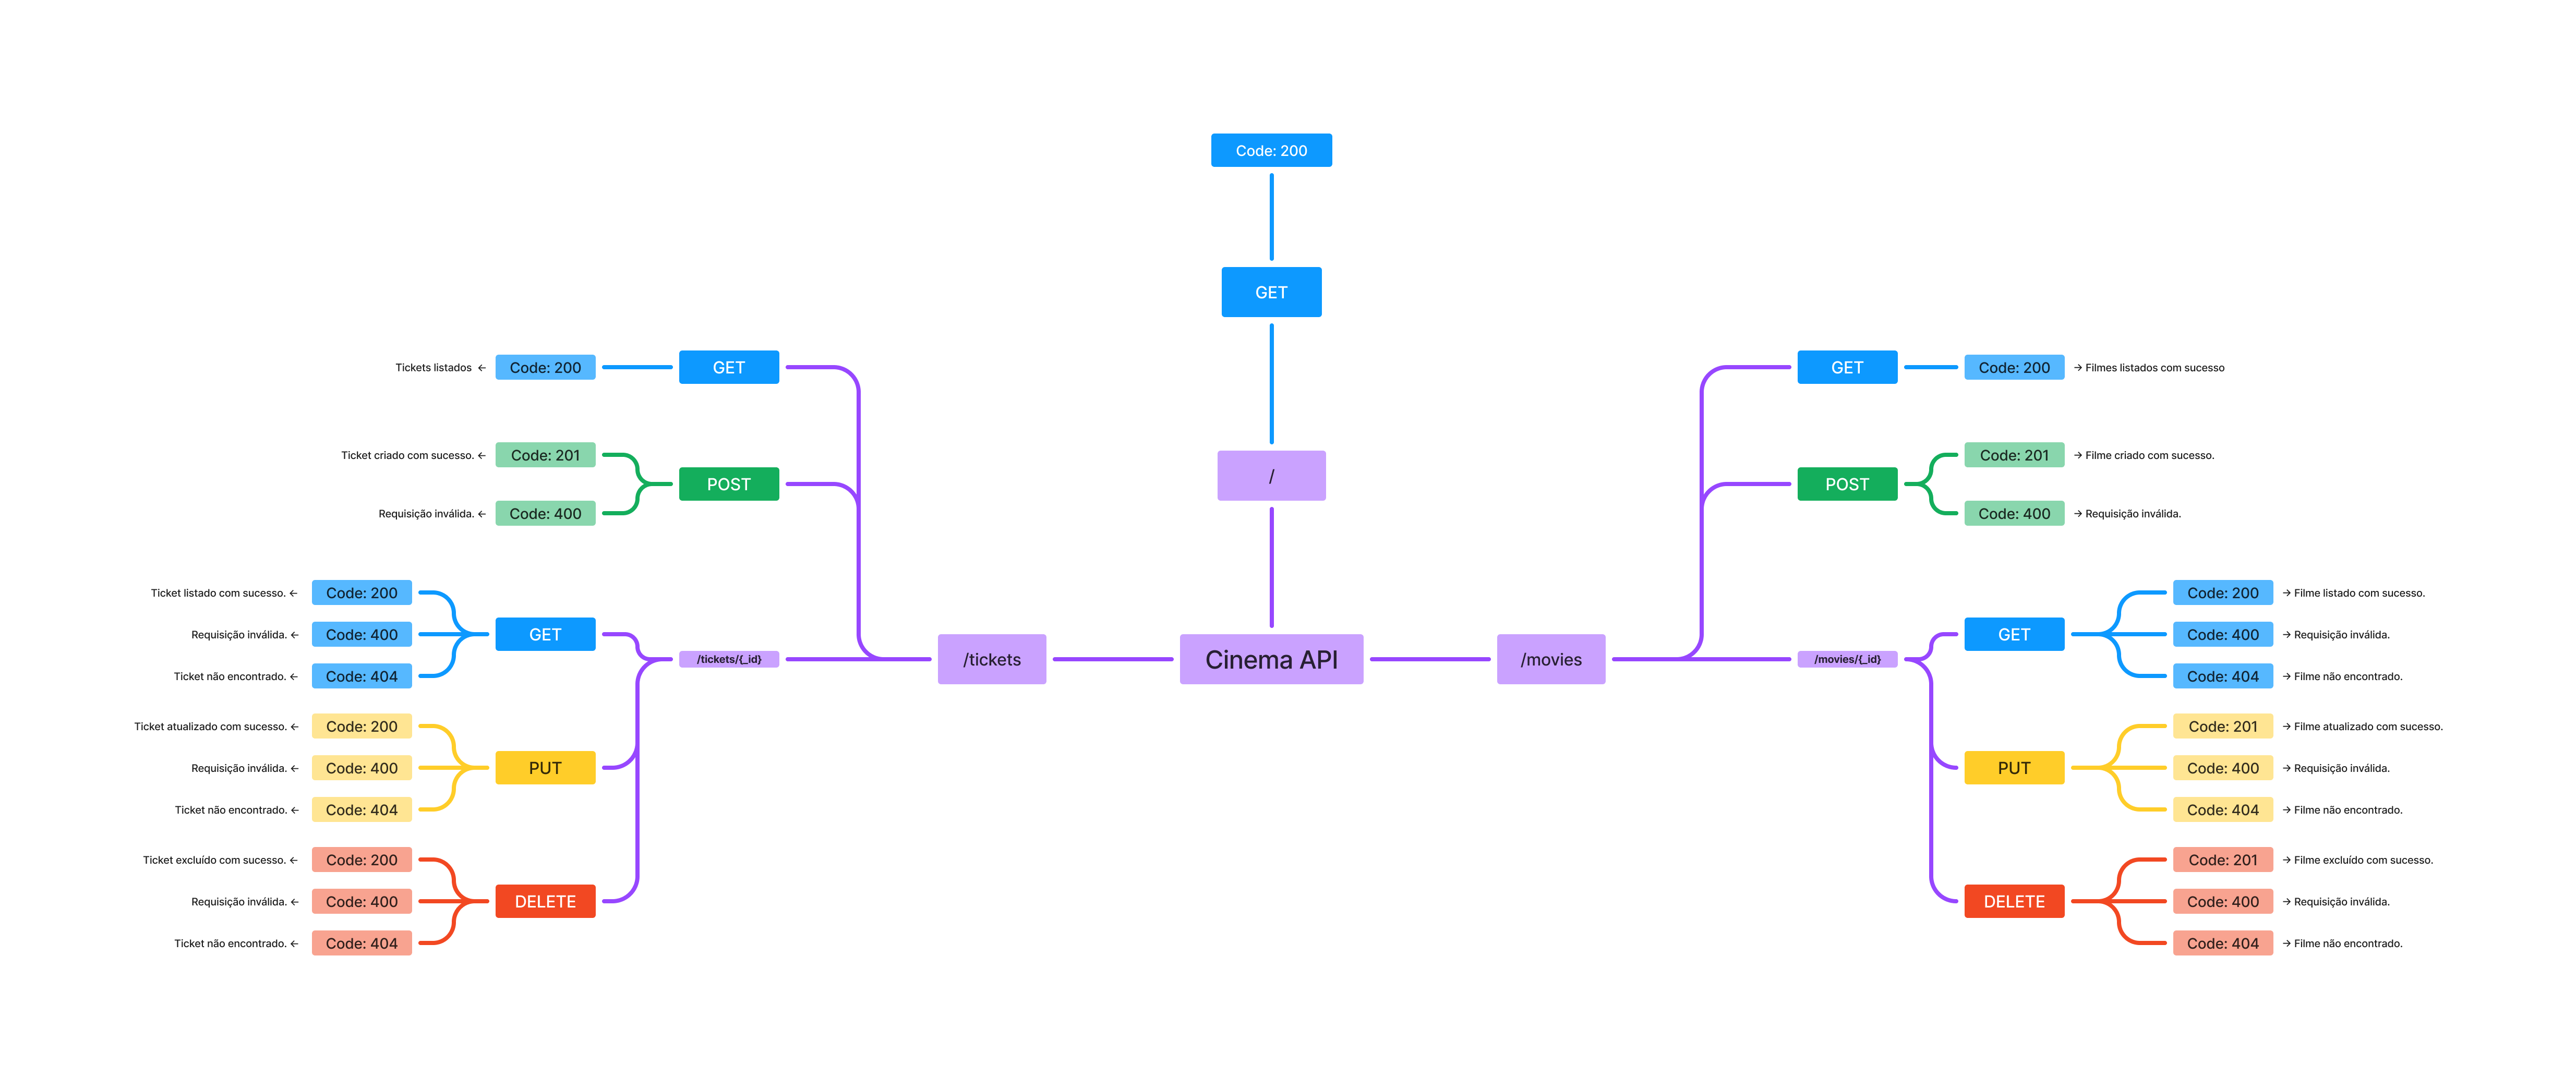 Code: 200
GET
/
Cinema API
/tickets
GET
Code: 200
Tickets listados ←
POST
Code: 201
Ticket criado com sucesso. ←
Code: 400
Requisição inválida. ←
/tickets/{_id}
GET
Code: 200
Ticket listado com sucesso. ←
Code: 400
Requisição inválida. ←
Code: 404
Ticket não encontrado. ←
PUT
Code: 200
Ticket atualizado com sucesso. ←
Code: 400
Requisição inválida. ←
Code: 404
Ticket não encontrado. ←
DELETE
Code: 200
Ticket excluído com sucesso. ←
Code: 400
Requisição inválida. ←
Code: 404
Ticket não encontrado. ←
/movies
GET
Code: 200
→ Filmes listados com sucesso
POST
Code: 201
→ Filme criado com sucesso.
Code: 400
→ Requisição inválida.
/movies/{_id}
GET
Code: 200
→ Filme listado com sucesso.
Code: 400
→ Requisição inválida.
Code: 404
→ Filme não encontrado.
PUT
Code: 201
→ Filme atualizado com sucesso.
Code: 400
→ Requisição inválida.
Code: 404
→ Filme não encontrado.
DELETE
Code: 201
→ Filme excluído com sucesso.
Code: 400
→ Requisição inválida.
Code: 404
→ Filme não encontrado.